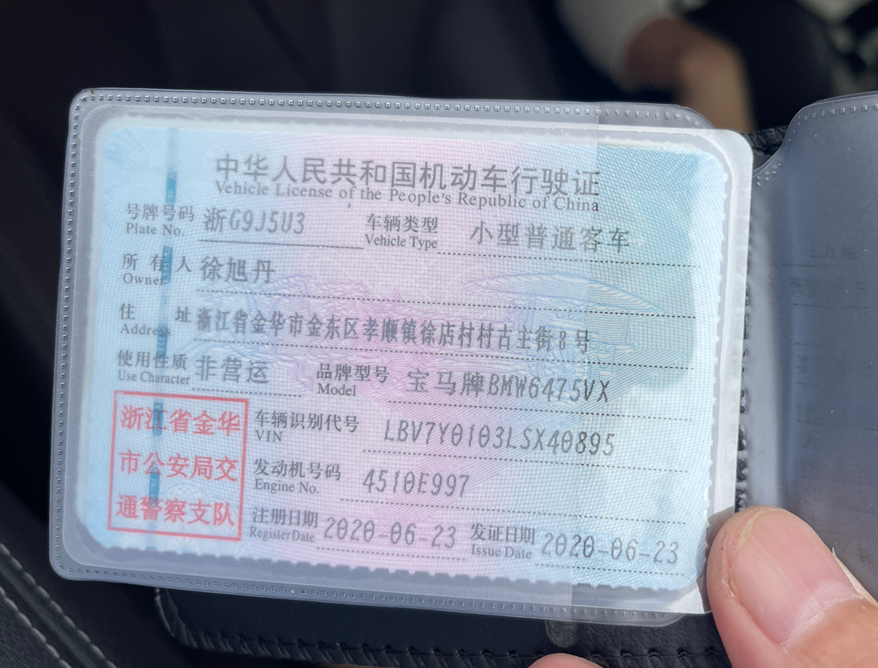 中华人民共和国机动车行驶证
Vehicle License of the People's Republic of China
号牌号码 浙G9J5U3 车辆类型 小型普通客车
Plate No. Vehicle Type
所有人 徐旭丹
Owner
住址 浙江省金华市金东区孝顺镇徐店村村古主街8号
Address
使用性质 非营运 品牌型号 宝马牌BMW6475VX
Use Character Model
浙江省金华
市公安局交
通警察支队
车辆识别代号 LBV7Y0103LSX40895
VIN
发动机号码 4510E997
Engine No.
注册日期 2020-06-23 发证日期 2020-06-23
Register Date Issue Date